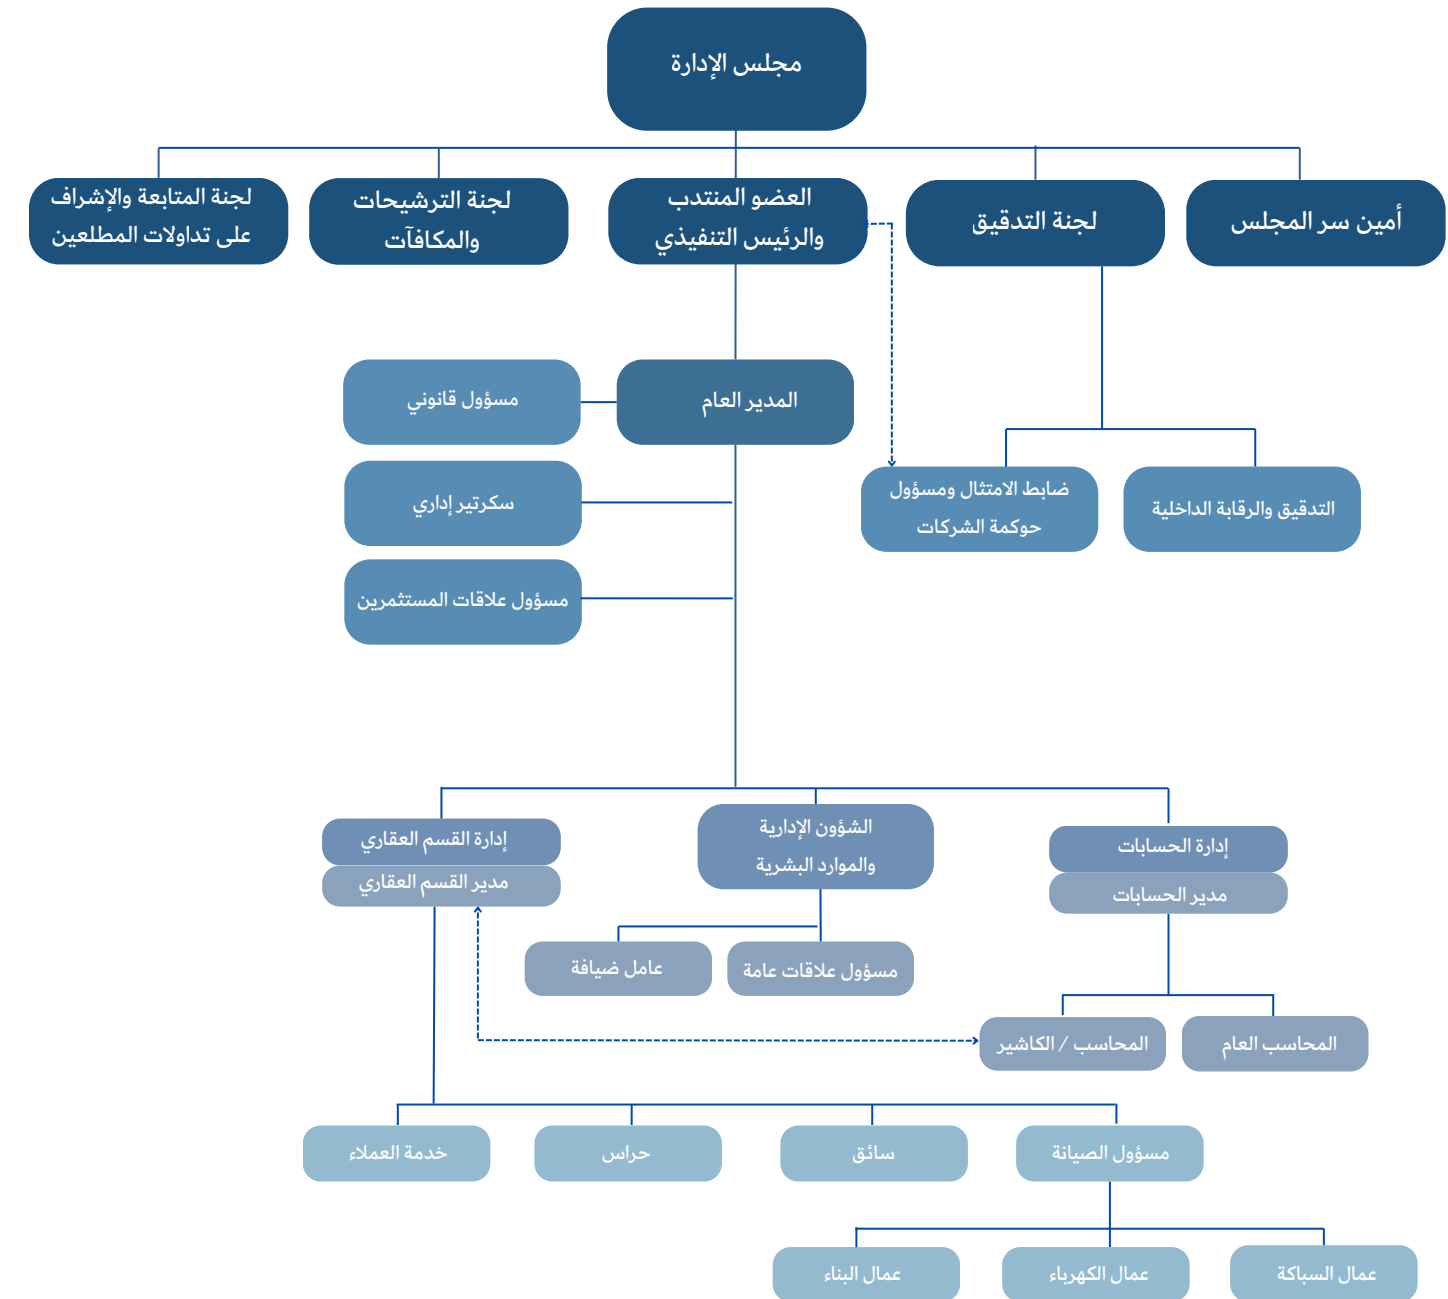 مجلس الإدارة
أمين سر المجلس
لجنة التدقيق
العضو المنتدب
والرئيس التنفيذي
لجنة الترشيحات
والمكافآت
لجنة المتابعة والإشراف
على تداولات المطلعين
المدير العام
مسؤول قانوني
سكرتير إداري
مسؤول علاقات المستثمرين
التدقيق والرقابة الداخلية
ضابط الامتثال ومسؤول
حوكمة الشركات
إدارة الحسابات
مدير الحسابات
الشؤون الإدارية
والموارد البشرية
إدارة القسم العقاري
مدير القسم العقاري
مسؤول علاقات عامة
عامل ضيافة
المحاسب العام
المحاسب / الكاشير
مسؤول الصيانة
سائق
حراس
خدمة العملاء
عمال السباكة
عمال الكهرباء
عمال البناء